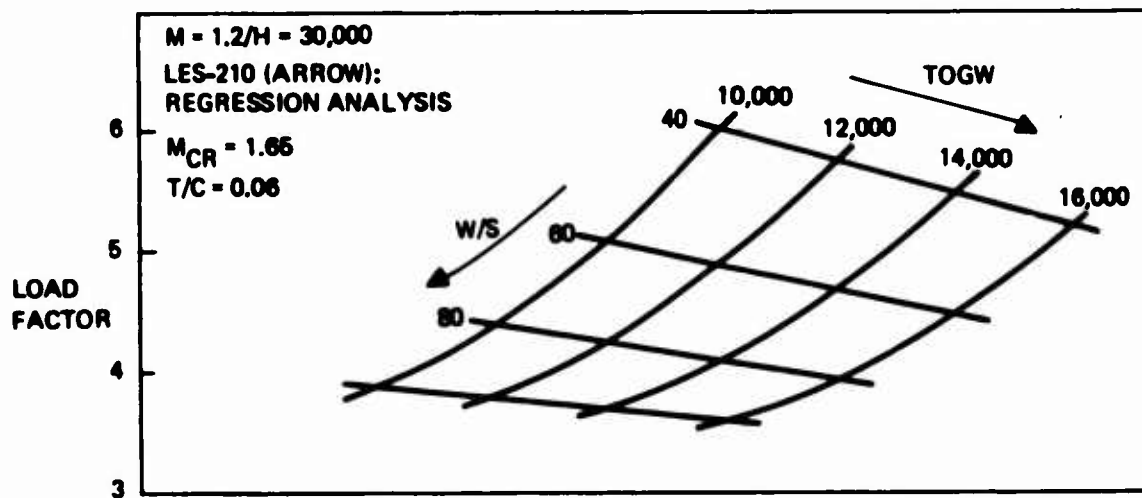 M = 1.2/H = 30,000
LES-210 (ARROW):
REGRESSION ANALYSIS
M_CR = 1.65
T/C = 0.06
TOGW
10,000
12,000
14,000
16,000
40
60
80
W/S
LOAD
FACTOR
6
5
4
3